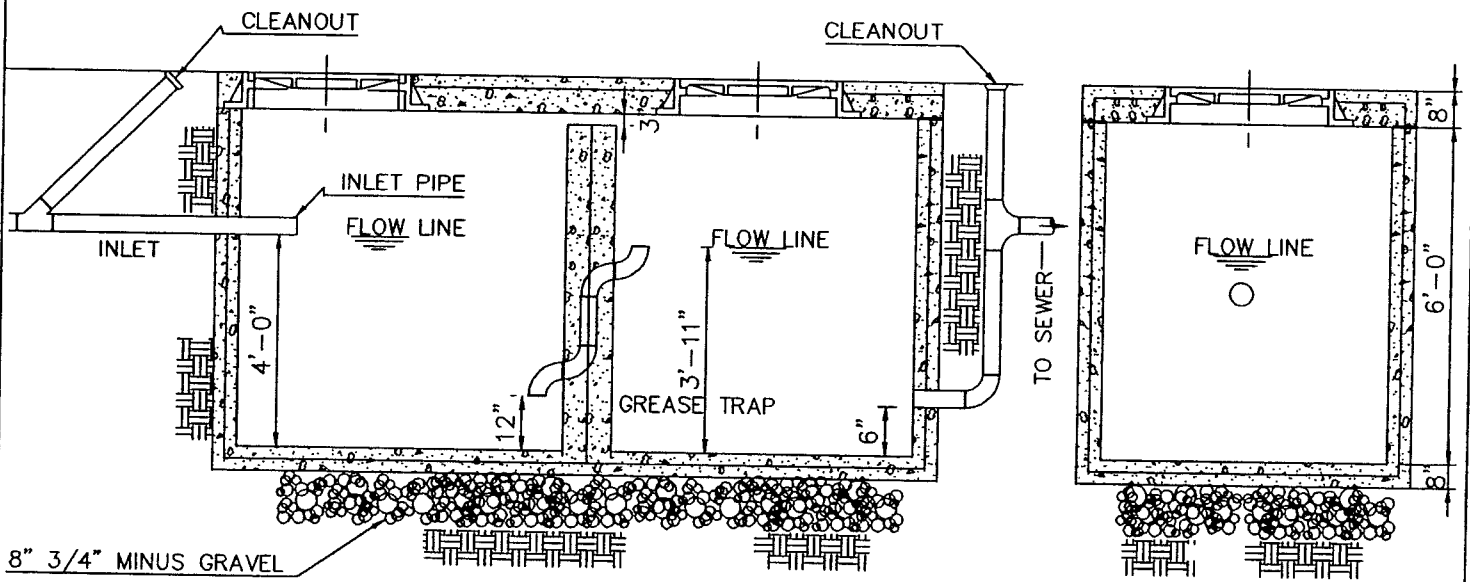 CLEANOUT
CLEANOUT
3"
8"
INLET PIPE
FLOW LINE
FLOW LINE
FLOW LINE
INLET
6'-0"
4'-0"
3'-11"
TO SEWER
GREASE TRAP
12"
6"
8"
8" 3/4" MINUS GRAVEL